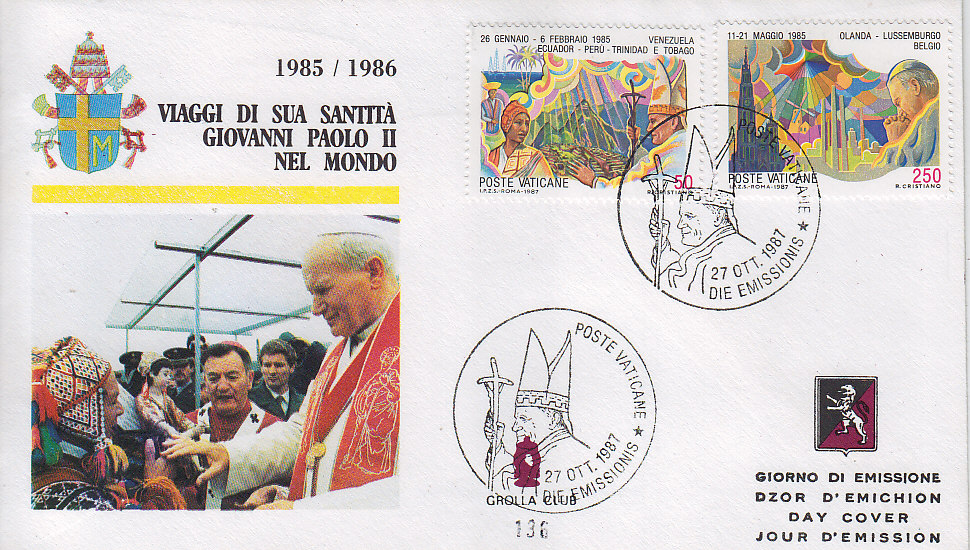 1985 / 1986
VIAGGI DI SUA SANTITÀ
GIOVANNI PAOLO II
NEL MONDO
M
26 GENNAIO - 6 FEBBRAIO 1985 VENEZUELA
ECUADOR - PERÙ - TRINIDAD E TOBAGO
POSTE VATICANE 50
I.P.Z.S.-ROMA-1987 R. CRISTIANO
11-21 MAGGIO 1985 OLANDA - LUSSEMBURGO
BELGIO
POSTE VATICANE 250
I.P.Z.S.-ROMA-1987 R. CRISTIANO
POSTE VATICANE ★
27 OTT. 1987
DIE EMISSIONIS
POSTE VATICANE ★
27 OTT. 1987
DIE EMISSIONIS
GROLLA CLUB
136
GIORNO DI EMISSIONE
DZOR D'EMICHION
DAY COVER
JOUR D'EMISSION